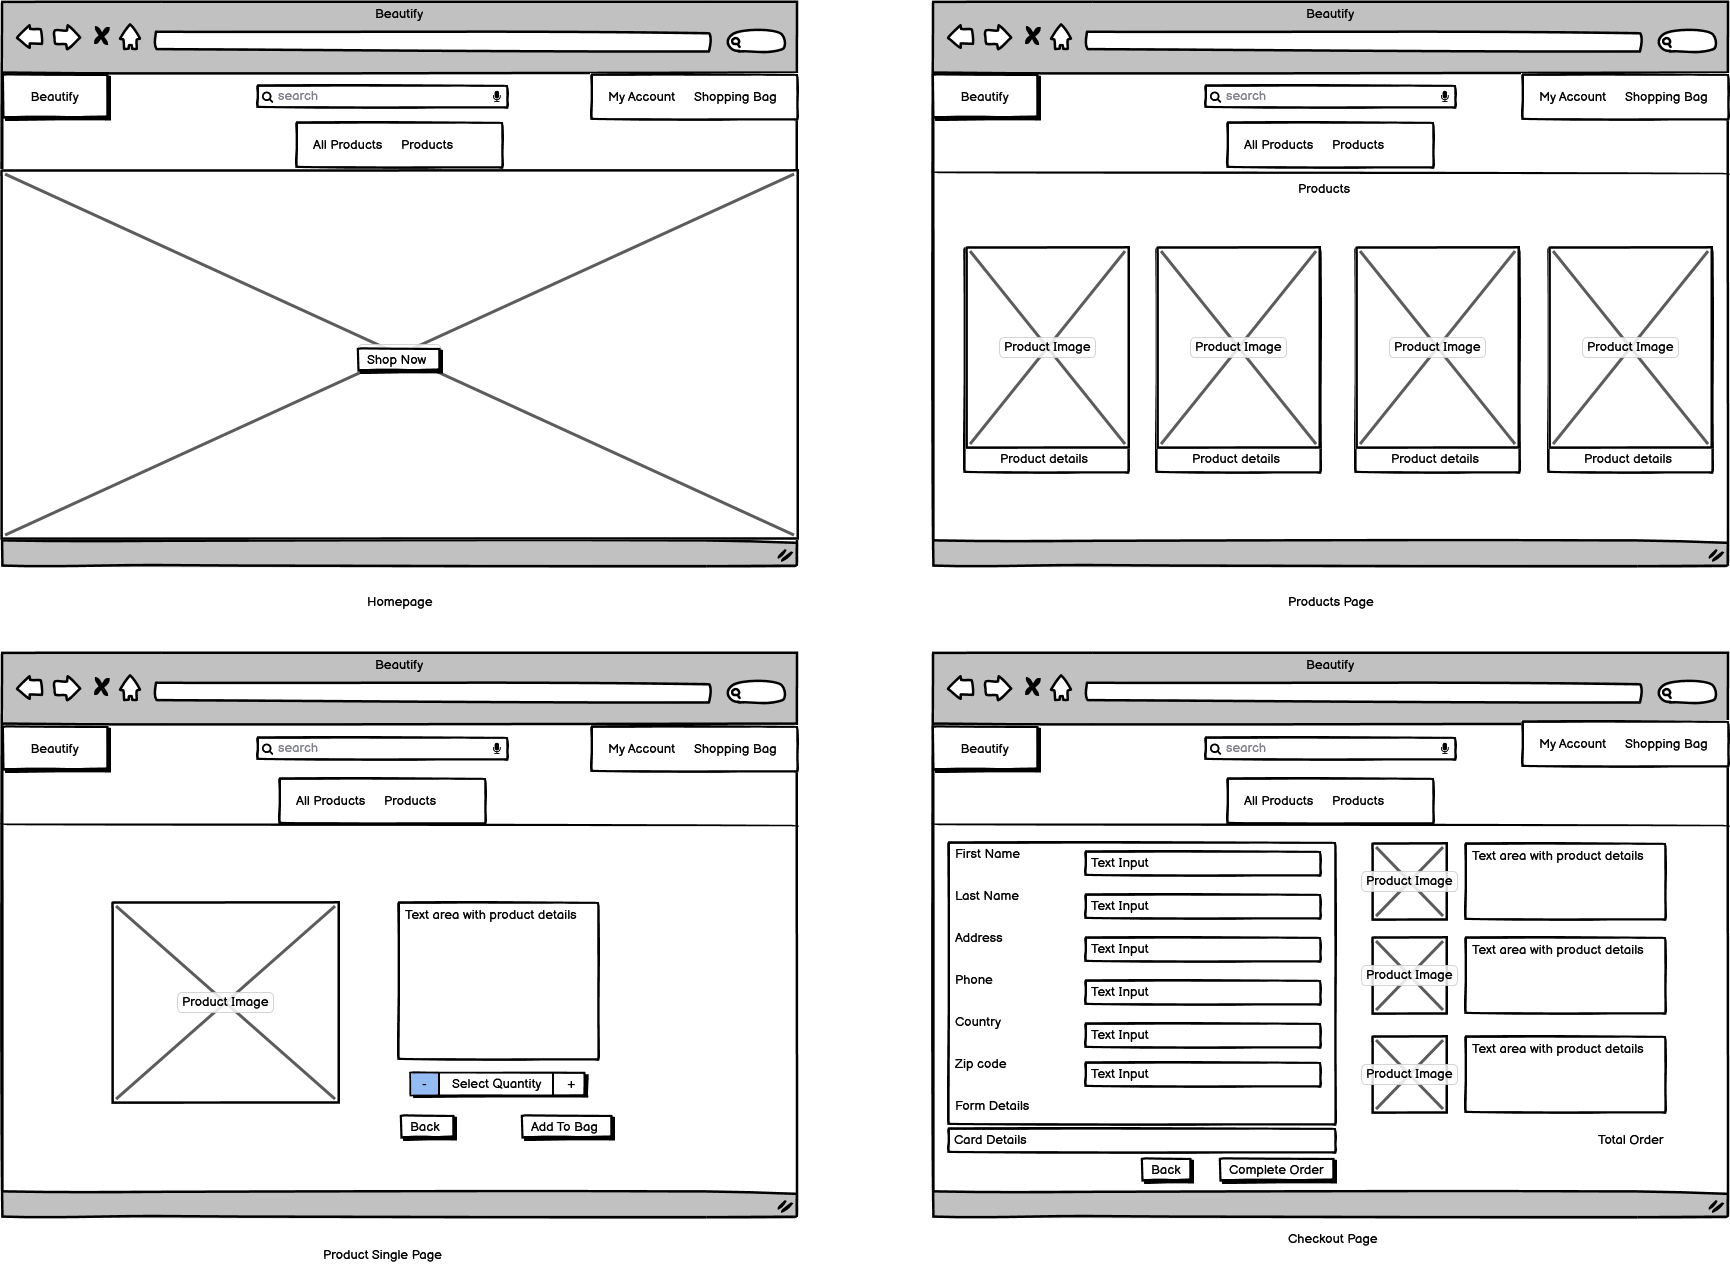 Beautify
Beautify
search
My Account Shopping Bag
All Products Products
Shop Now
Homepage
Beautify
Beautify
search
My Account Shopping Bag
All Products Products
Products
Product Image Product Image Product Image Product Image
Product details Product details Product details Product details
Products Page
Beautify
Beautify
search
My Account Shopping Bag
All Products Products
Product Image
Text area with product details
- Select Quantity +
Back Add To Bag
Product Single Page
Beautify
Beautify
search
My Account Shopping Bag
All Products Products
First Name Text Input
Last Name Text Input
Address Text Input
Phone Text Input
Country Text Input
Zip code Text Input
Form Details
Card Details
Back Complete Order
Product Image Text area with product details
Product Image Text area with product details
Product Image Text area with product details
Total Order
Checkout Page